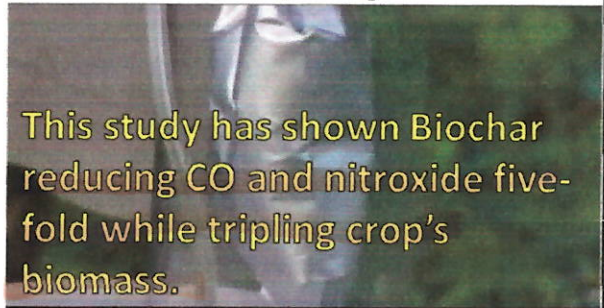 This study has shown Biochar
reducing CO and nitroxide five-
fold while tripling crop's
biomass.